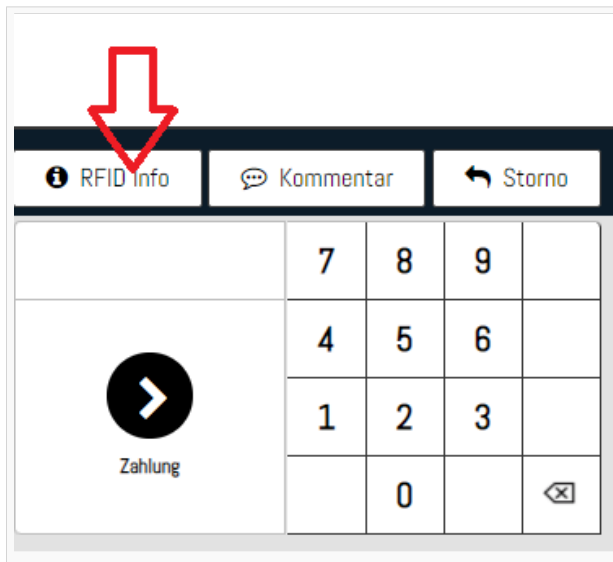 RFID Info
Kommentar
Storno
7 8 9
4 5 6
1 2 3
Zahlung
0